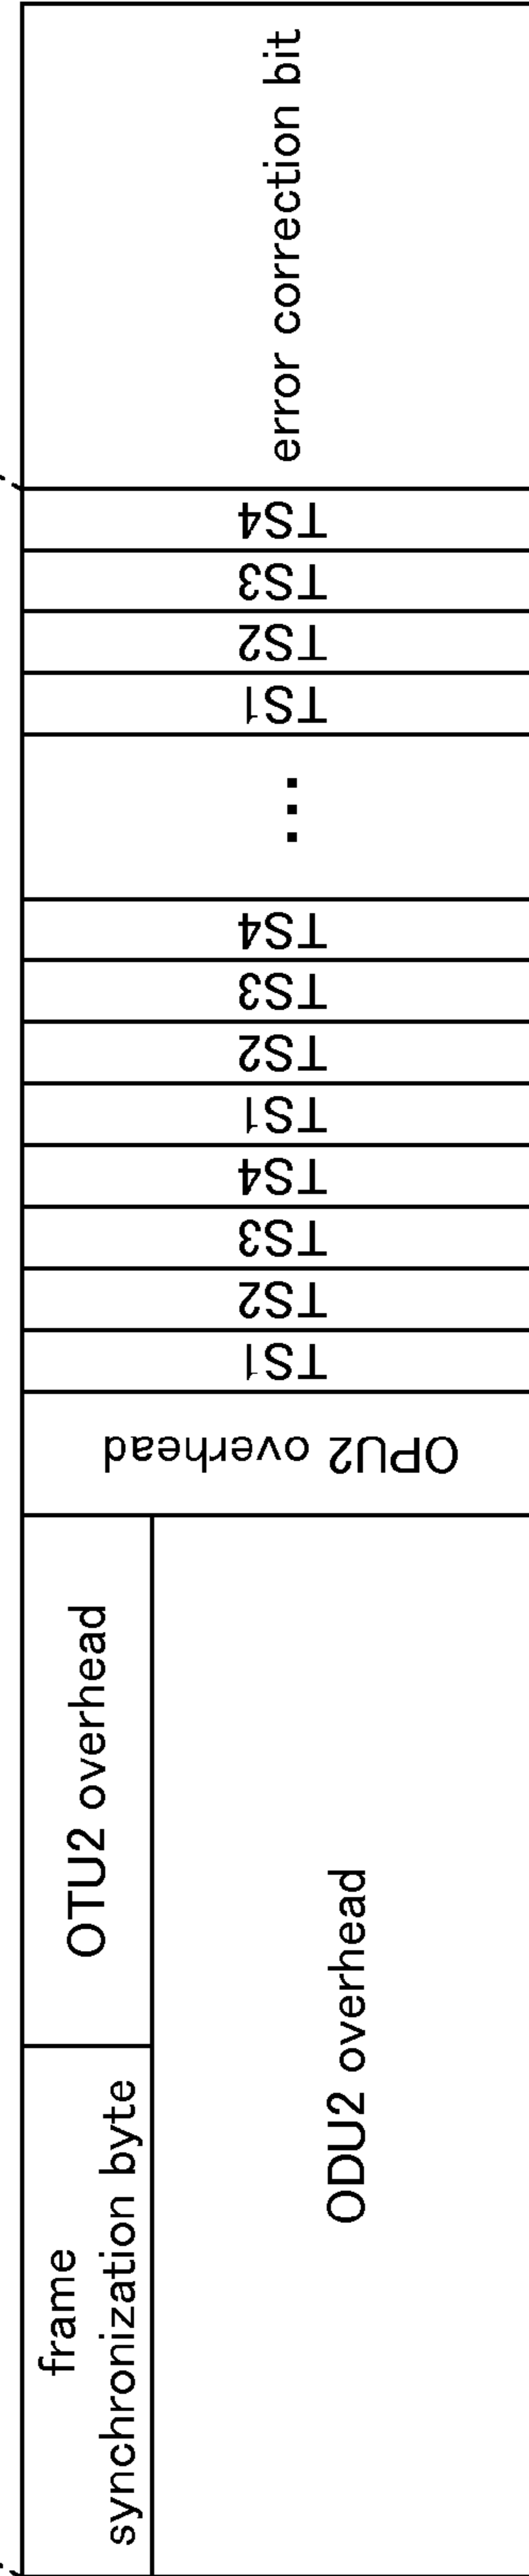 frame
synchronization byte
OTU2 overhead
ODU2 overhead
OPU2 overhead
TS1
TS2
TS3
TS4
TS1
TS2
TS3
TS4
...
TS1
TS2
TS3
TS4
error correction bit